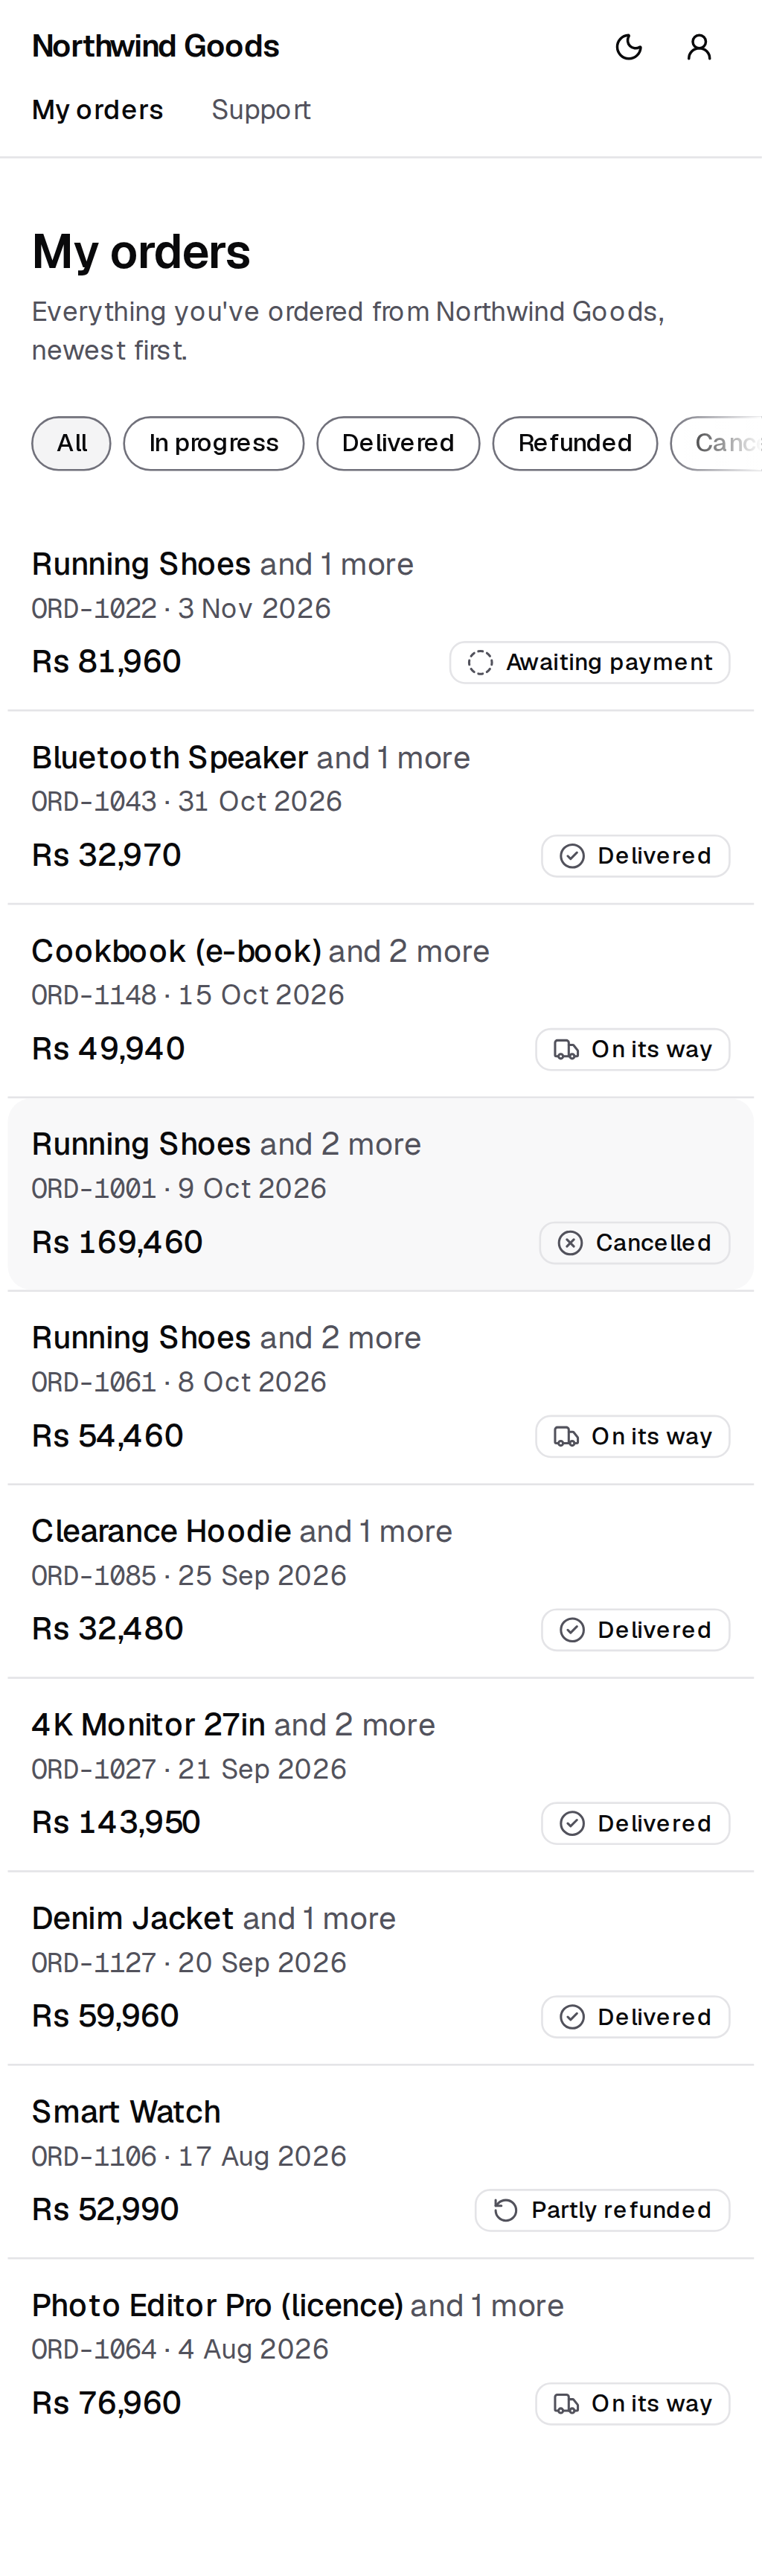 Northwind Goods
My orders Support
My orders
Everything you've ordered from Northwind Goods,
newest first.
All In progress Delivered Refunded
Running Shoes and 1 more
ORD-1022 · 3 Nov 2026
Rs 81,960 Awaiting payment
Bluetooth Speaker and 1 more
ORD-1043 · 31 Oct 2026
Rs 32,970 Delivered
Cookbook (e-book) and 2 more
ORD-1148 · 15 Oct 2026
Rs 49,940 On its way
Running Shoes and 2 more
ORD-1001 · 9 Oct 2026
Rs 169,460 Cancelled
Running Shoes and 2 more
ORD-1061 · 8 Oct 2026
Rs 54,460 On its way
Clearance Hoodie and 1 more
ORD-1085 · 25 Sep 2026
Rs 32,480 Delivered
4K Monitor 27in and 2 more
ORD-1027 · 21 Sep 2026
Rs 143,950 Delivered
Denim Jacket and 1 more
ORD-1127 · 20 Sep 2026
Rs 59,960 Delivered
Smart Watch
ORD-1106 · 17 Aug 2026
Rs 52,990 Partly refunded
Photo Editor Pro (licence) and 1 more
ORD-1064 · 4 Aug 2026
Rs 76,960 On its way